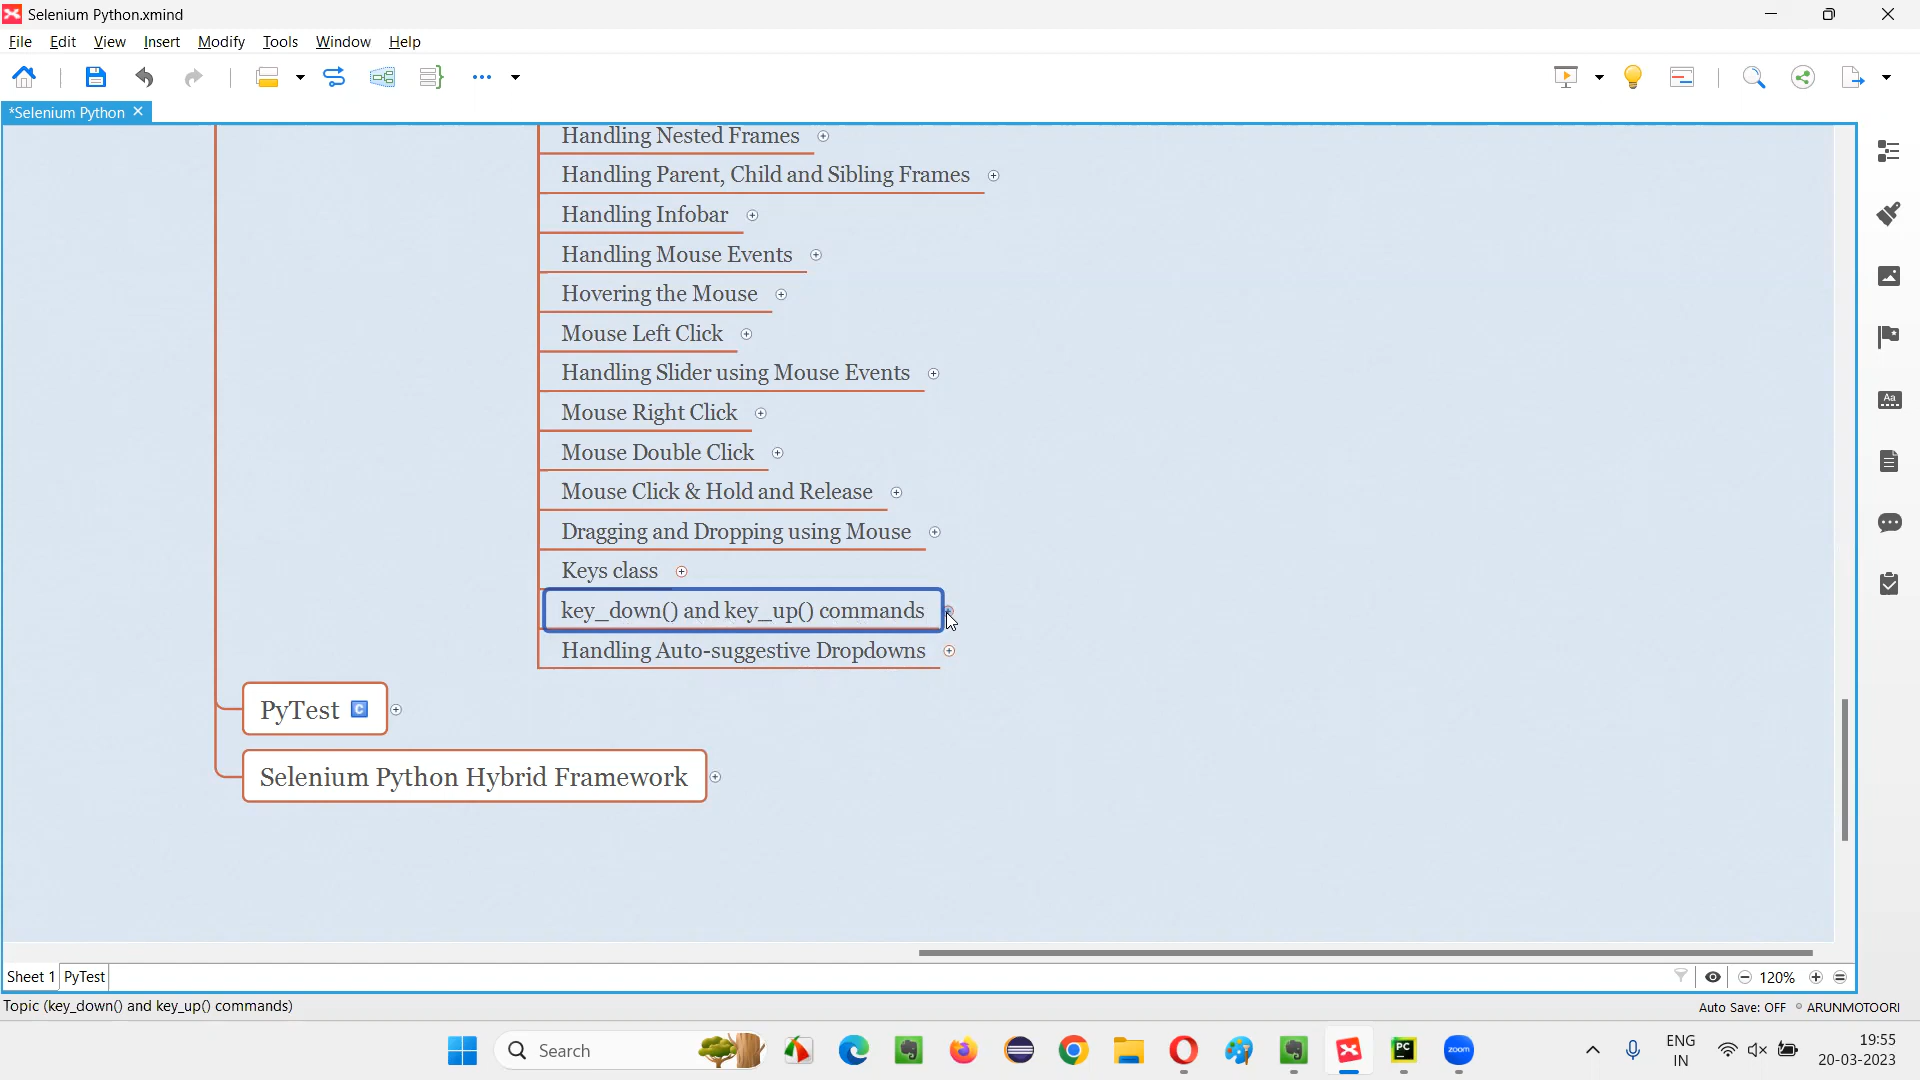 Selenium Python.xmind
File Edit View Insert Modify Tools Window Help
*Selenium Python
Handling Nested Frames
Handling Parent, Child and Sibling Frames
Handling Infobar
Handling Mouse Events
Hovering the Mouse
Mouse Left Click
Handling Slider using Mouse Events
Mouse Right Click
Mouse Double Click
Mouse Click & Hold and Release
Dragging and Dropping using Mouse
Keys class
key_down() and key_up() commands
Handling Auto-suggestive Dropdowns
PyTest C
Selenium Python Hybrid Framework
Aa
Sheet 1 PyTest
120%
Topic (key_down() and key_up() commands)
Auto Save: OFF ARUNMOTOORI
Search
PC
zoom
ENG
IN
19:55
20-03-2023